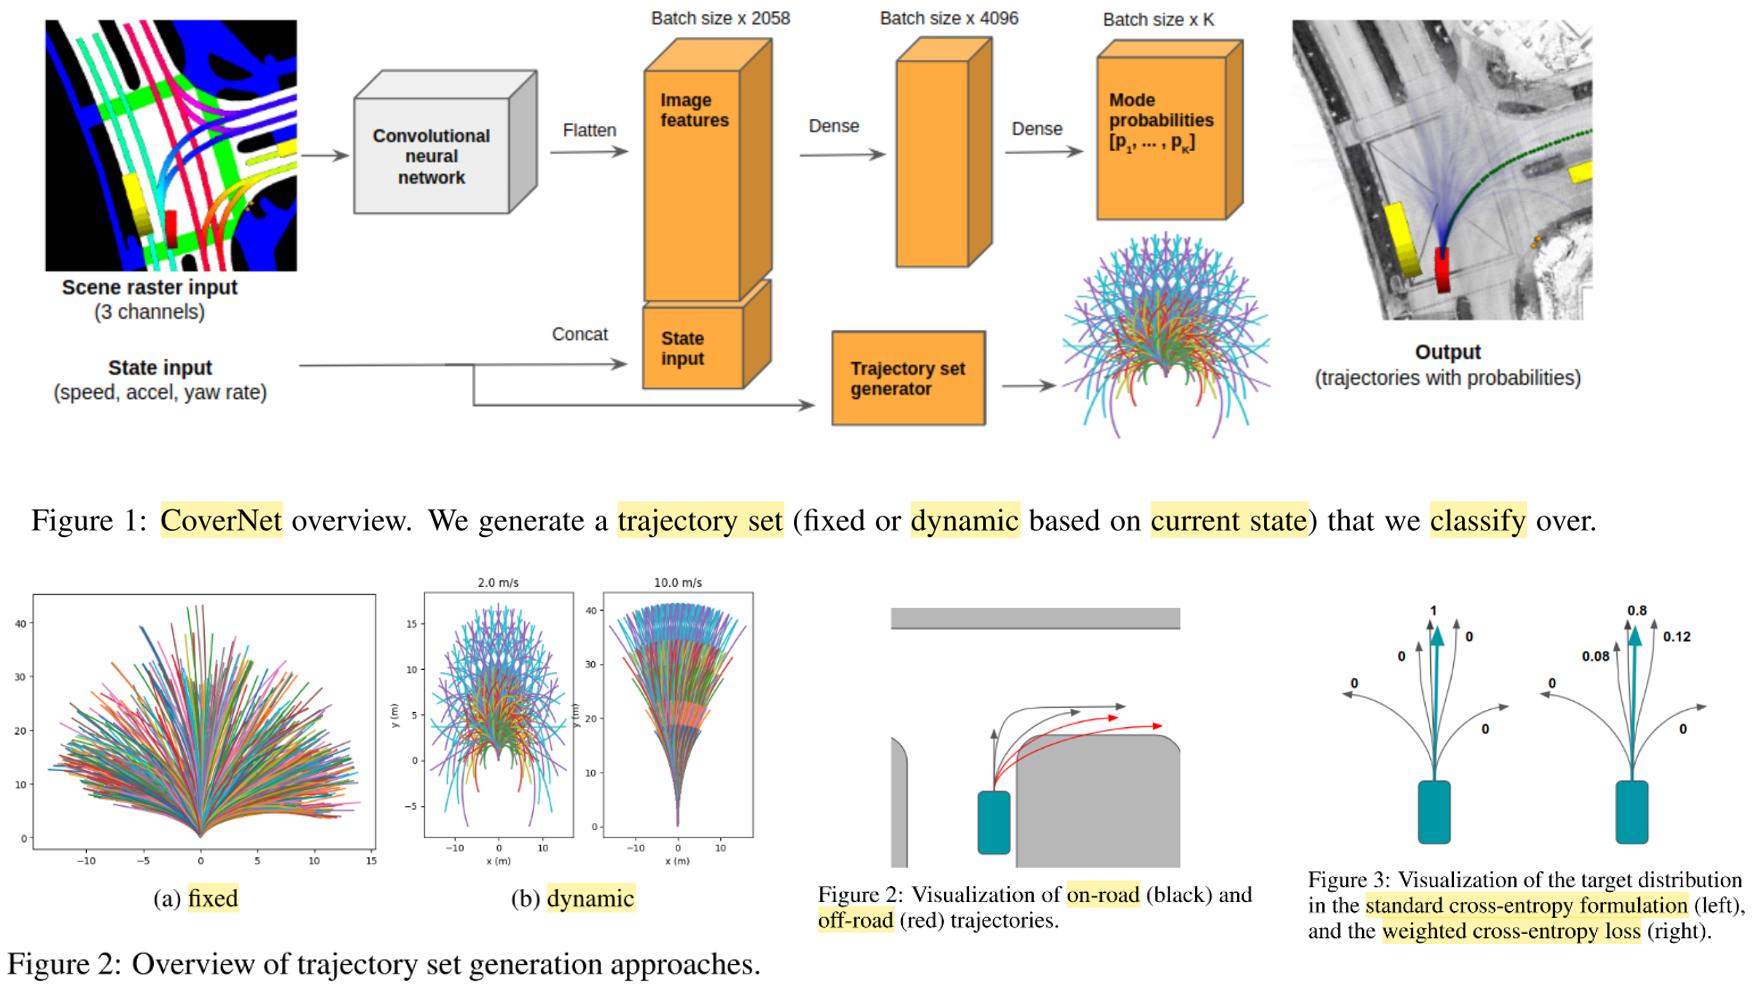 Batch size x 2058
Batch size x 4096
Batch size x K
Convolutional
neural
network
Flatten
Image
features
Dense
Dense
Mode
probabilities
[p1, ... , pK]
Scene raster input
(3 channels)
State input
(speed, accel, yaw rate)
Concat
State
input
Trajectory set
generator
Output
(trajectories with probabilities)
Figure 1: CoverNet overview. We generate a trajectory set (fixed or dynamic based on current state) that we classify over.
40
30
20
10
0
−10
−5
0
5
10
15
(a) fixed
2.0 m/s
15
10
5
0
−5
y (m)
−10
0
10
x (m)
10.0 m/s
40
30
20
10
0
y (m)
−10
0
10
x (m)
(b) dynamic
Figure 2: Overview of trajectory set generation approaches.
Figure 2: Visualization of on-road (black) and
off-road (red) trajectories.
1
0
0
0
0
0.8
0.12
0.08
0
0
Figure 3: Visualization of the target distribution
in the standard cross-entropy formulation (left),
and the weighted cross-entropy loss (right).